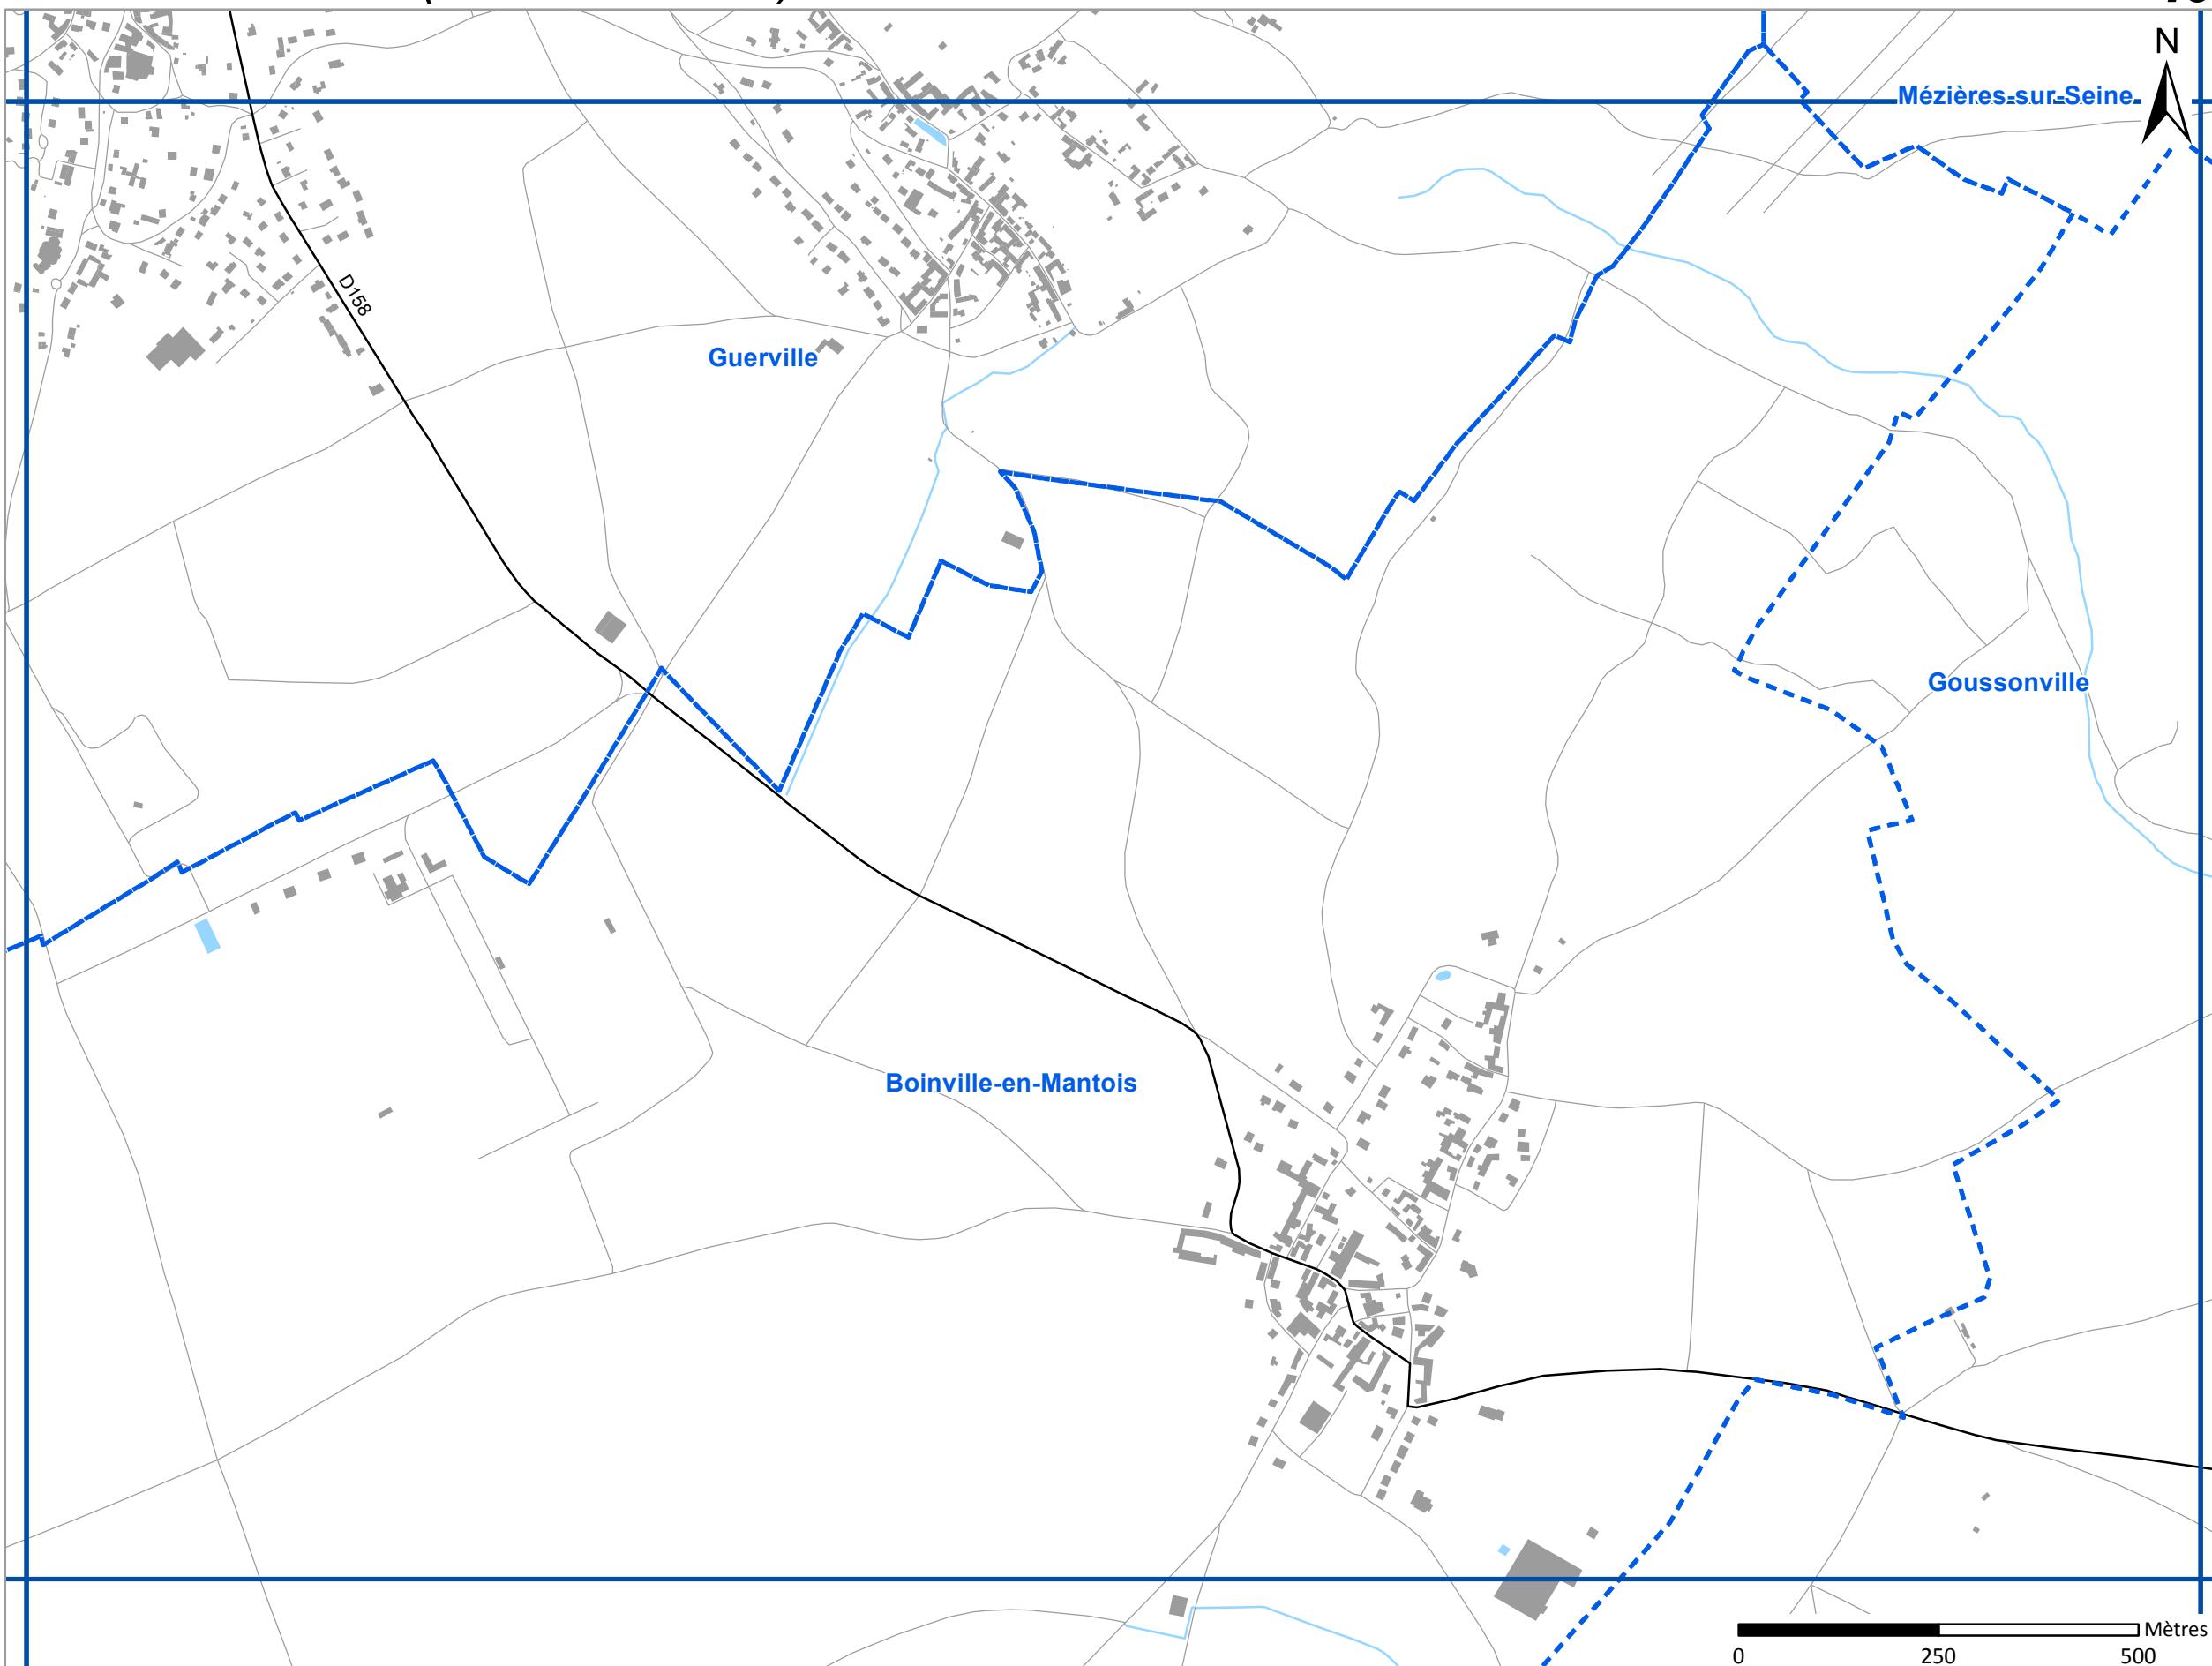 N
Mézières-sur-Seine
D158
Guerville
Goussonville
Boinville-en-Mantois
Mètres
0 250 500